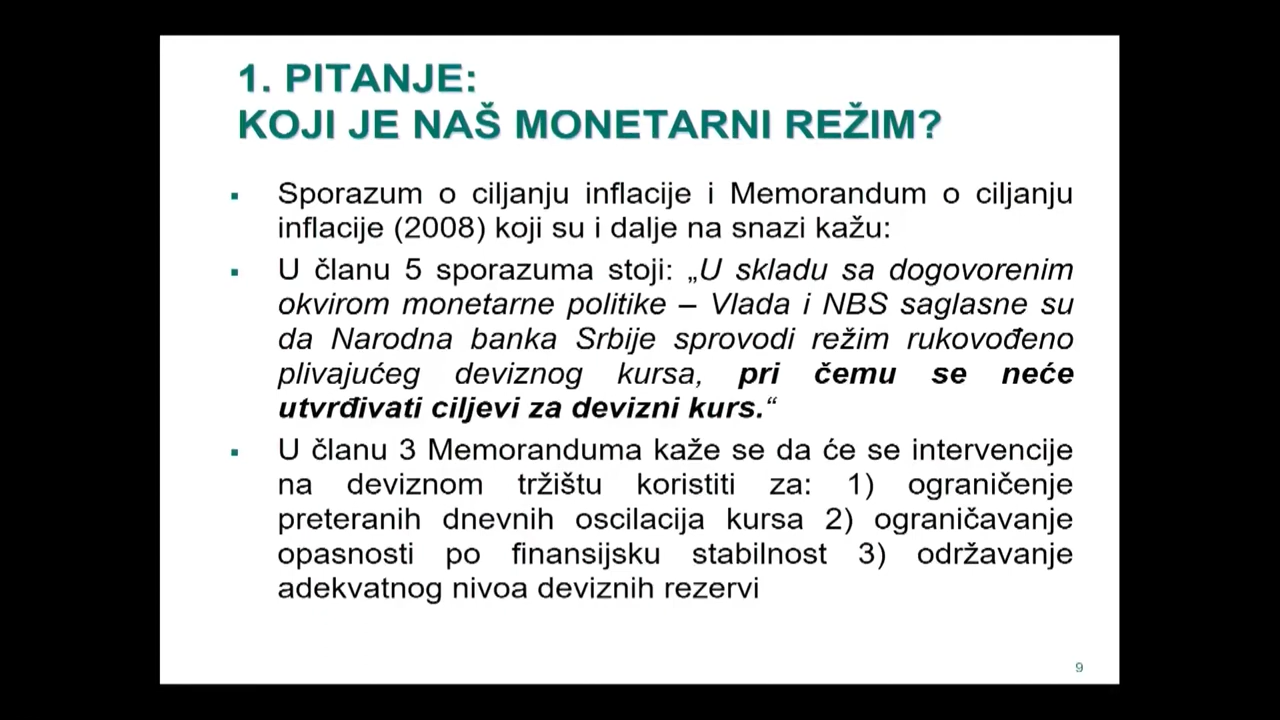 1. PITANJE:
KOJI JE NAŠ MONETARNI REŽIM?
▪ Sporazum o ciljanju inflacije i Memorandum o ciljanju
inflacije (2008) koji su i dalje na snazi kažu:
▪ U članu 5 sporazuma stoji: „U skladu sa dogovorenim
okvirom monetarne politike – Vlada i NBS saglasne su
da Narodna banka Srbije sprovodi režim rukovođeno
plivajućeg deviznog kursa, pri čemu se neće
utvrđivati ciljevi za devizni kurs.“
▪ U članu 3 Memoranduma kaže se da će se intervencije
na deviznom tržištu koristiti za: 1) ograničenje
preteranih dnevnih oscilacija kursa 2) ograničavanje
opasnosti po finansijsku stabilnost 3) održavanje
adekvatnog nivoa deviznih rezervi
9